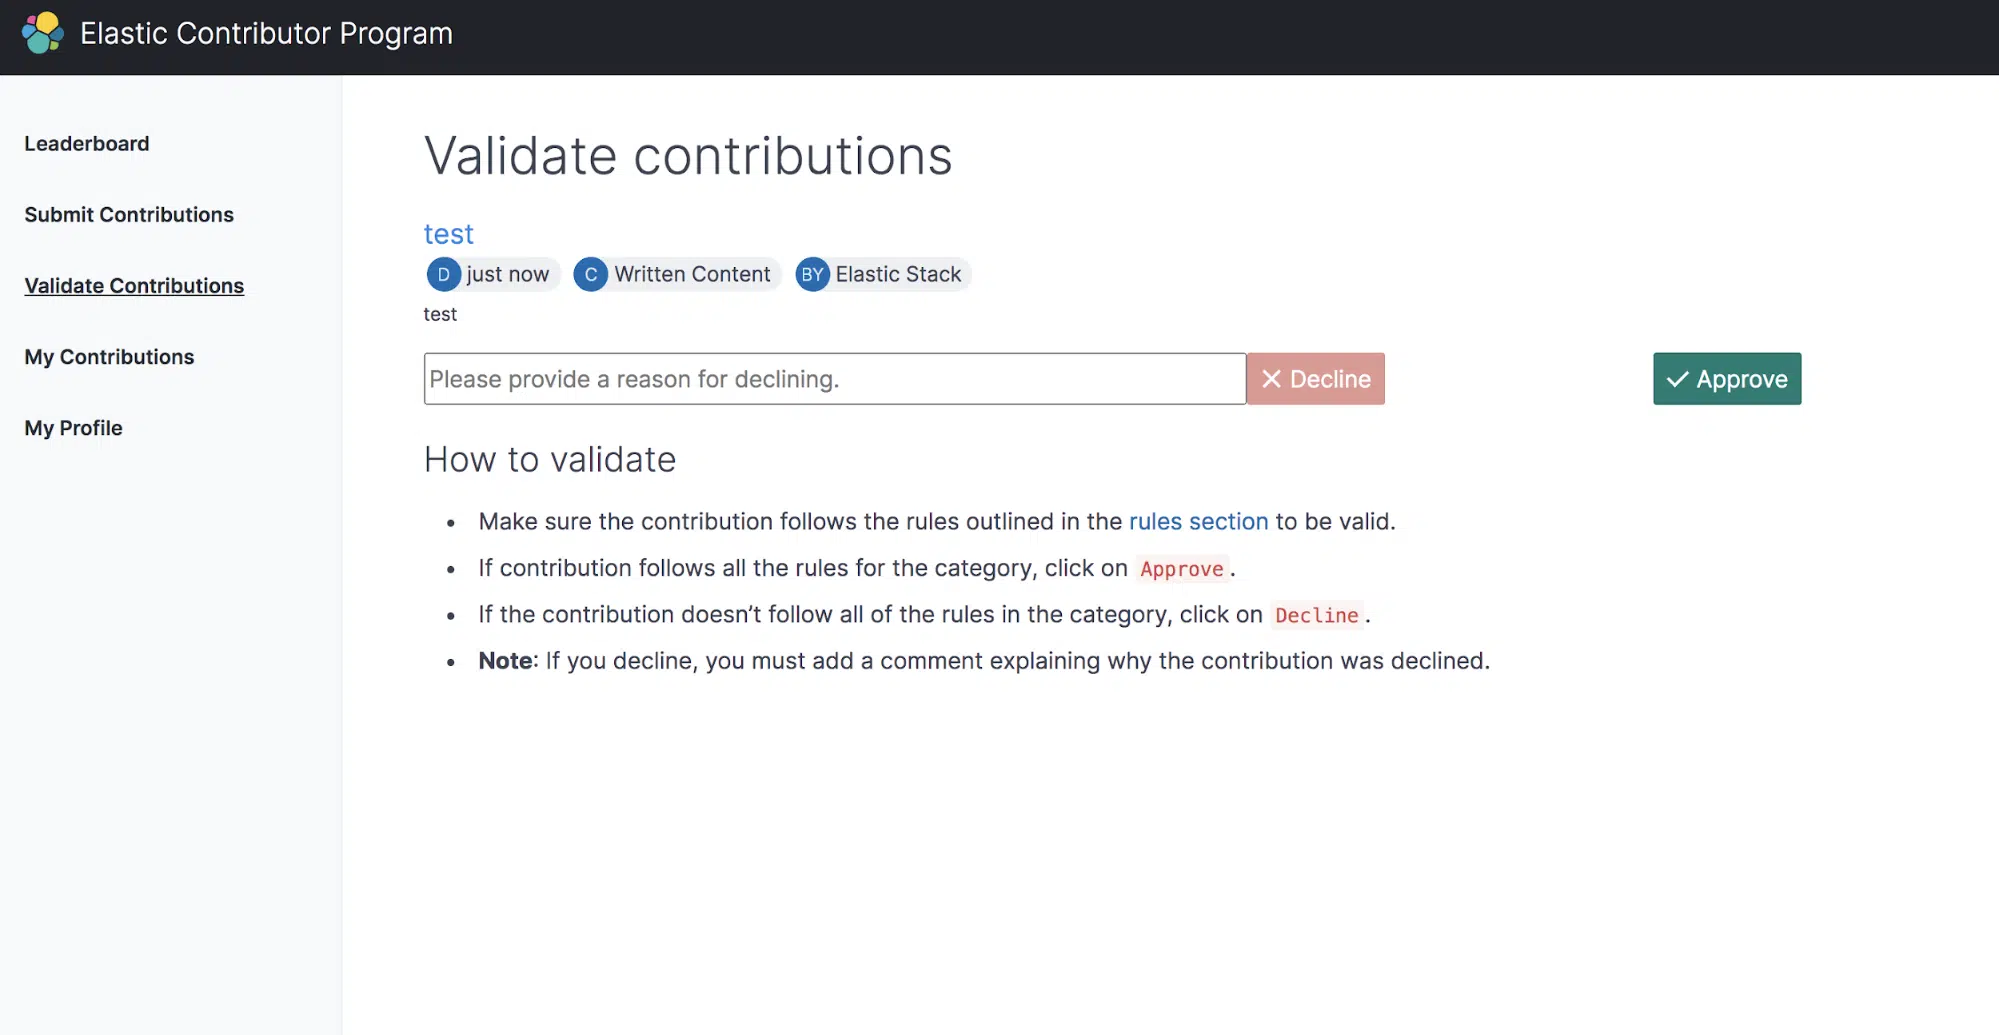 Elastic Contributor Program
Leaderboard
Submit Contributions
Validate Contributions
My Contributions
My Profile
Validate contributions
test
D just now C Written Content BY Elastic Stack
test
Please provide a reason for declining. Decline Approve
How to validate
Make sure the contribution follows the rules outlined in the rules section to be valid.
If contribution follows all the rules for the category, click on Approve.
If the contribution doesn’t follow all of the rules in the category, click on Decline.
Note: If you decline, you must add a comment explaining why the contribution was declined.